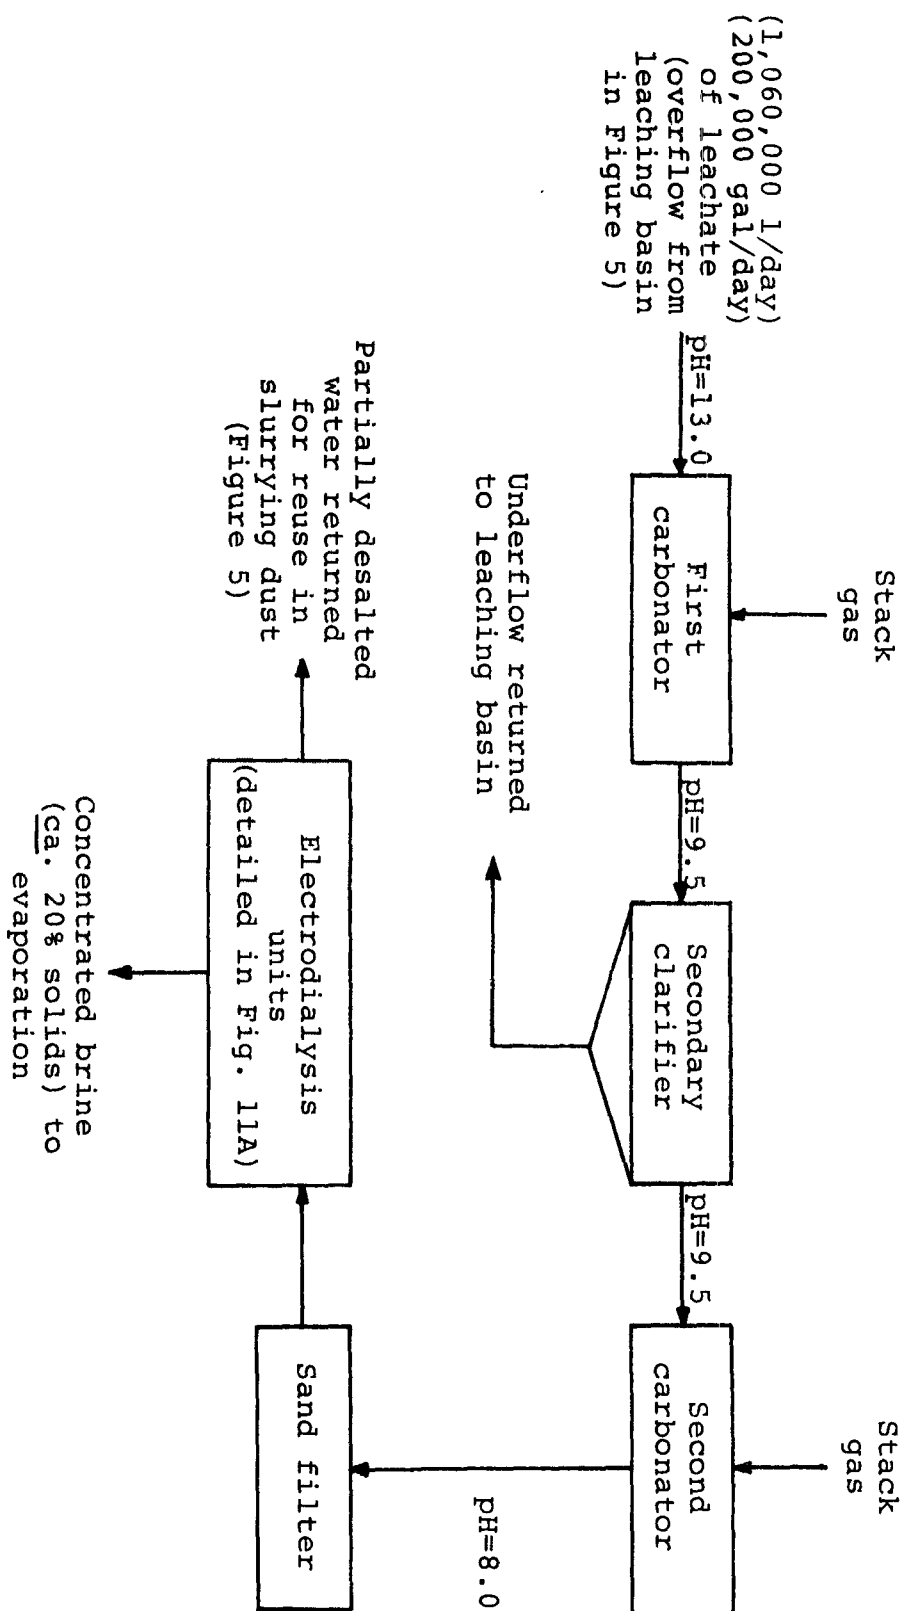 Stack
gas
Stack
gas
(1,060,000 l/day)
(200,000 gal/day)
of leachate
(overflow from
leaching basin
in Figure 5)
pH=13.0
First
carbonator
pH=9.5
Secondary
clarifier
pH=9.5
Second
carbonator
Underflow returned
to leaching basin
pH=8.0
Partially desalted
water returned
for reuse in
slurrying dust
(Figure 5)
Electrodialysis
units
(detailed in Fig. 11A)
Sand filter
Concentrated brine
(ca. 20% solids) to
evaporation